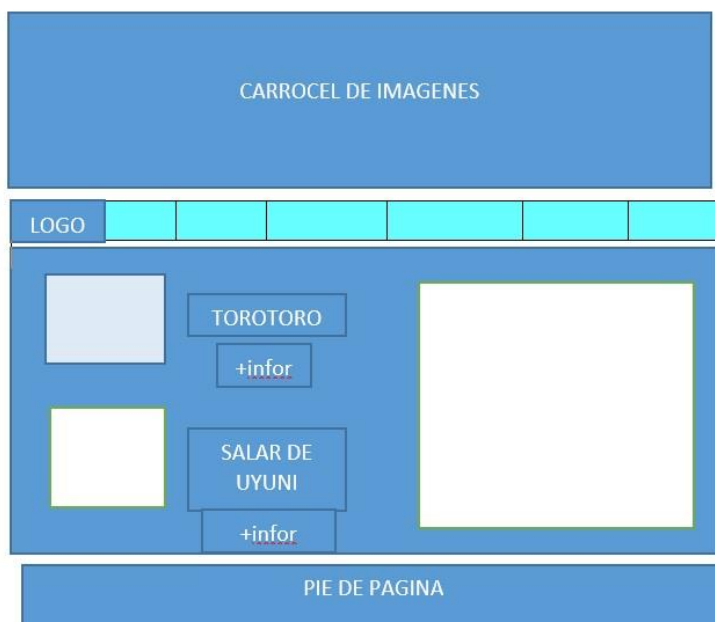 CARROCEL DE IMAGENES
LOGO
TOROTORO
+infor
SALAR DE
UYUNI
+infor
PIE DE PAGINA